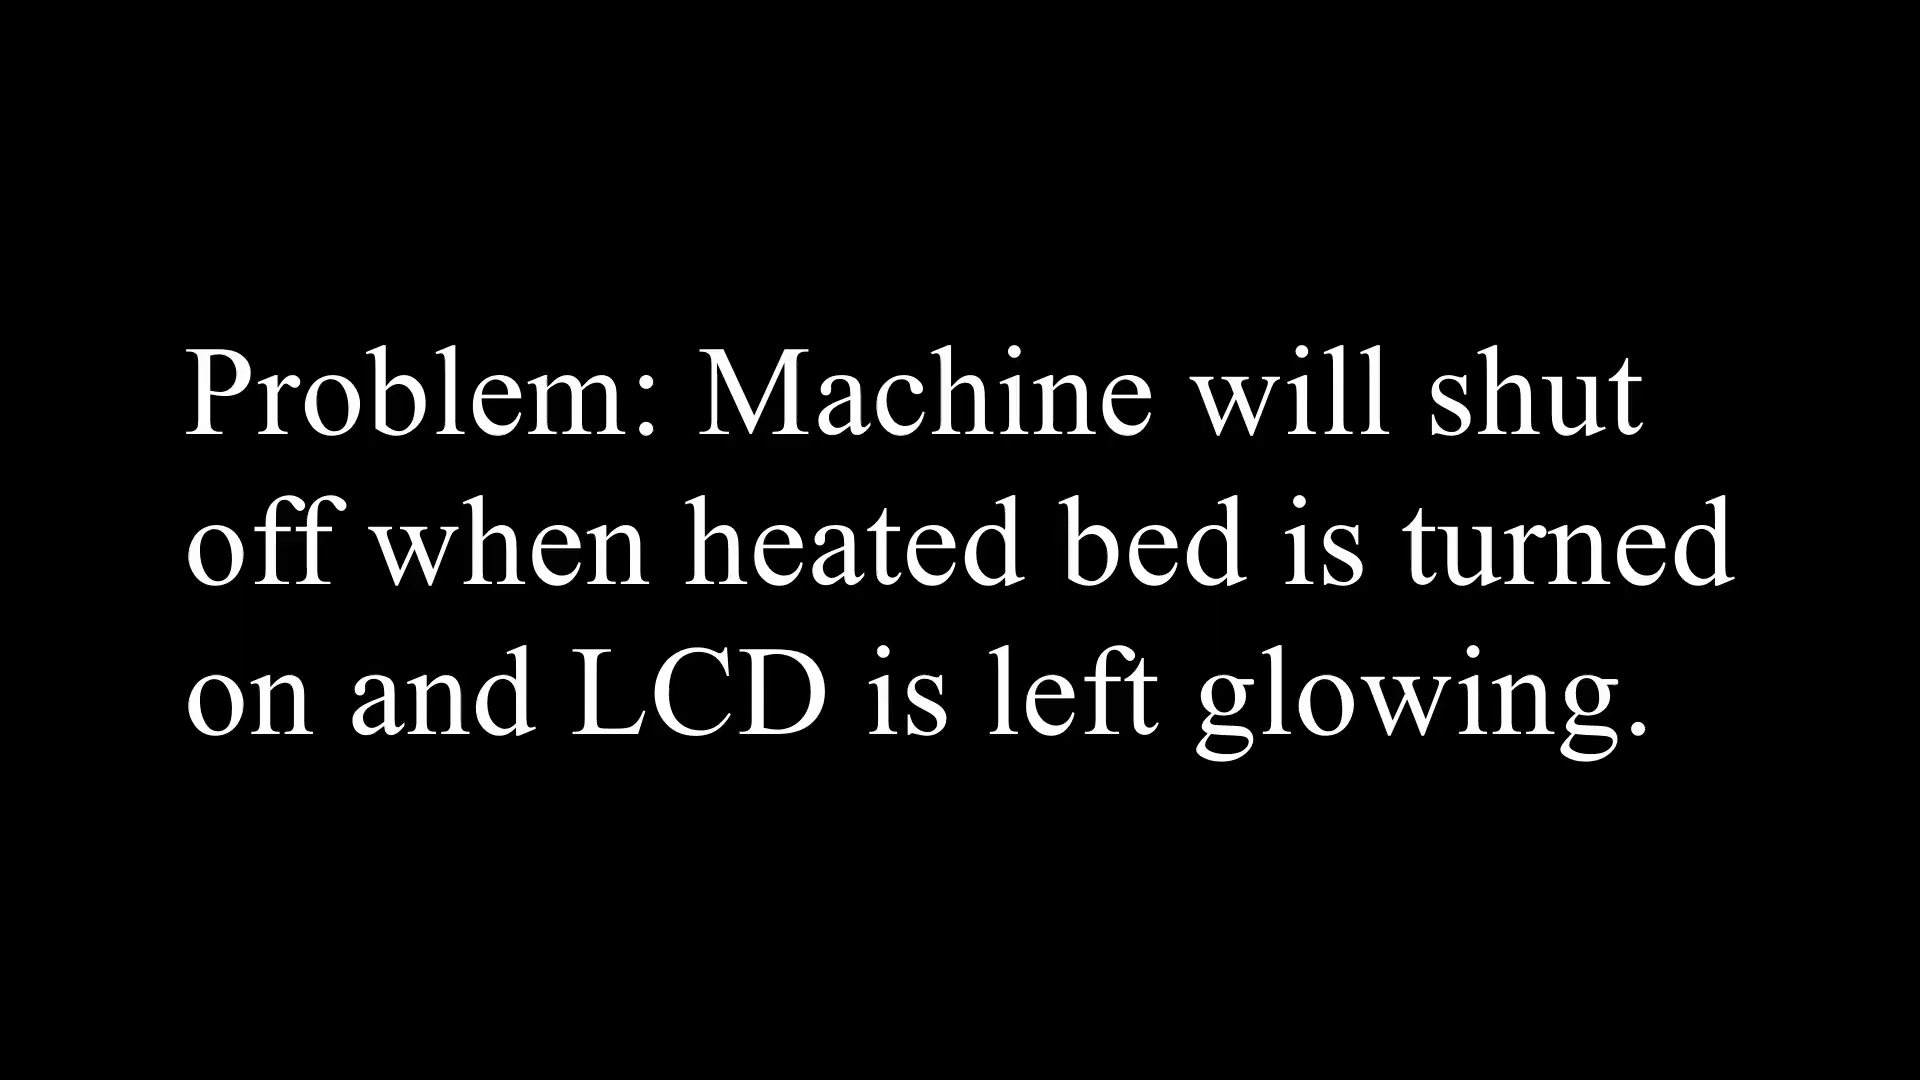 Problem: Machine will shut
off when heated bed is turned
on and LCD is left glowing.